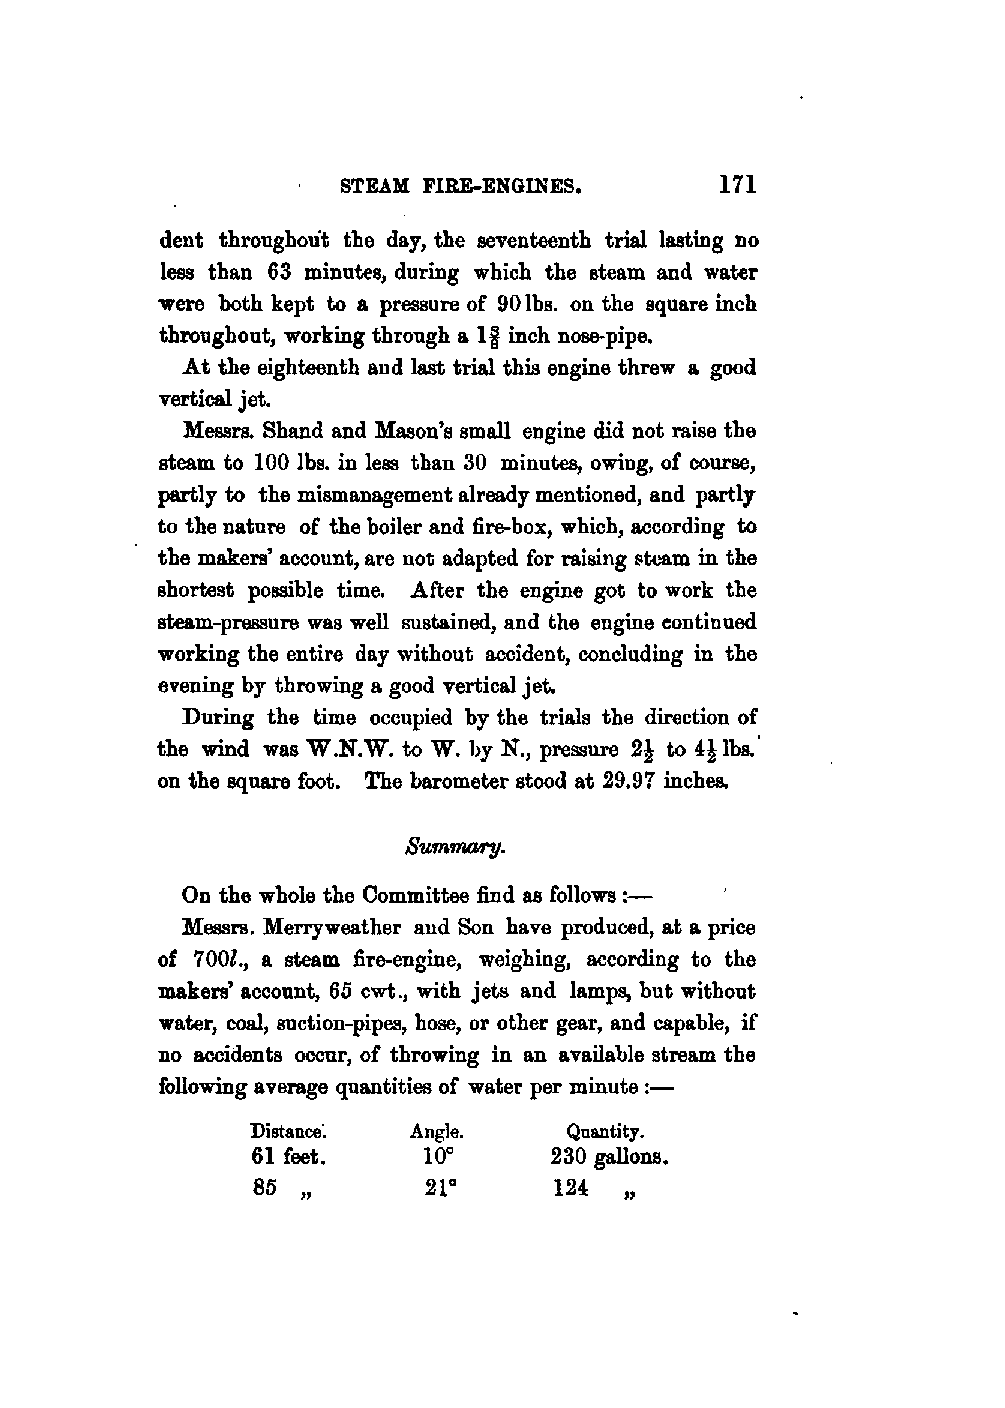 STEAM FIRE-ENGINES. 171
dent throughout the day, the seventeenth trial lasting no
less than 63 minutes, during which the steam and water
were both kept to a pressure of 90 lbs. on the square inch
throughout, working through a 1⅜ inch nose-pipe.
At the eighteenth and last trial this engine threw a good
vertical jet.
Messrs. Shand and Mason's small engine did not raise the
steam to 100 lbs. in less than 30 minutes, owing, of course,
partly to the mismanagement already mentioned, and partly
to the nature of the boiler and fire-box, which, according to
the makers' account, are not adapted for raising steam in the
shortest possible time. After the engine got to work the
steam-pressure was well sustained, and the engine continued
working the entire day without accident, concluding in the
evening by throwing a good vertical jet.
During the time occupied by the trials the direction of
the wind was W.N.W. to W. by N., pressure 2½ to 4½ lbs.
on the square foot. The barometer stood at 29.97 inches.
Summary.
On the whole the Committee find as follows :—
Messrs. Merryweather and Son have produced, at a price
of 700l., a steam fire-engine, weighing, according to the
makers' account, 65 cwt., with jets and lamps, but without
water, coal, suction-pipes, hose, or other gear, and capable, if
no accidents occur, of throwing in an available stream the
following average quantities of water per minute :—
Distance. Angle. Quantity.
61 feet. 10° 230 gallons.
85 „ 21° 124 „